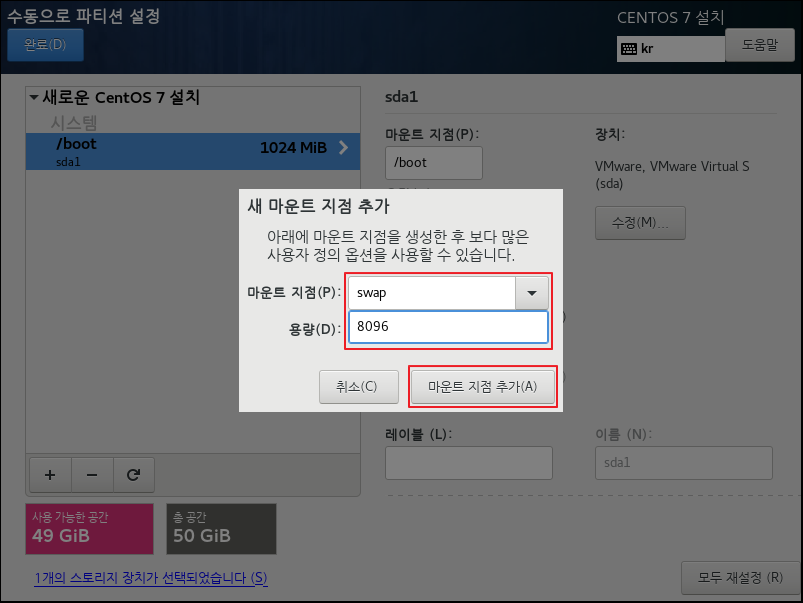 수동으로 파티션 설정
CENTOS 7 설치
완료(D)
kr
도움말
새로운 CentOS 7 설치
시스템
/boot
1024 MiB
sda1
sda1
마운트 지점(P):
장치:
/boot
VMware, VMware Virtual S
(sda)
수정(M)...
새 마운트 지점 추가
아래에 마운트 지점을 생성한 후 보다 많은
사용자 정의 옵션을 사용할 수 있습니다.
마운트 지점(P):
swap
용량(D):
8096
취소(C)
마운트 지점 추가(A)
레이블 (L):
이름 (N):
sda1
사용 가능한 공간
49 GiB
총 공간
50 GiB
1개의 스토리지 장치가 선택되었습니다 (S)
모두 재설정 (R)